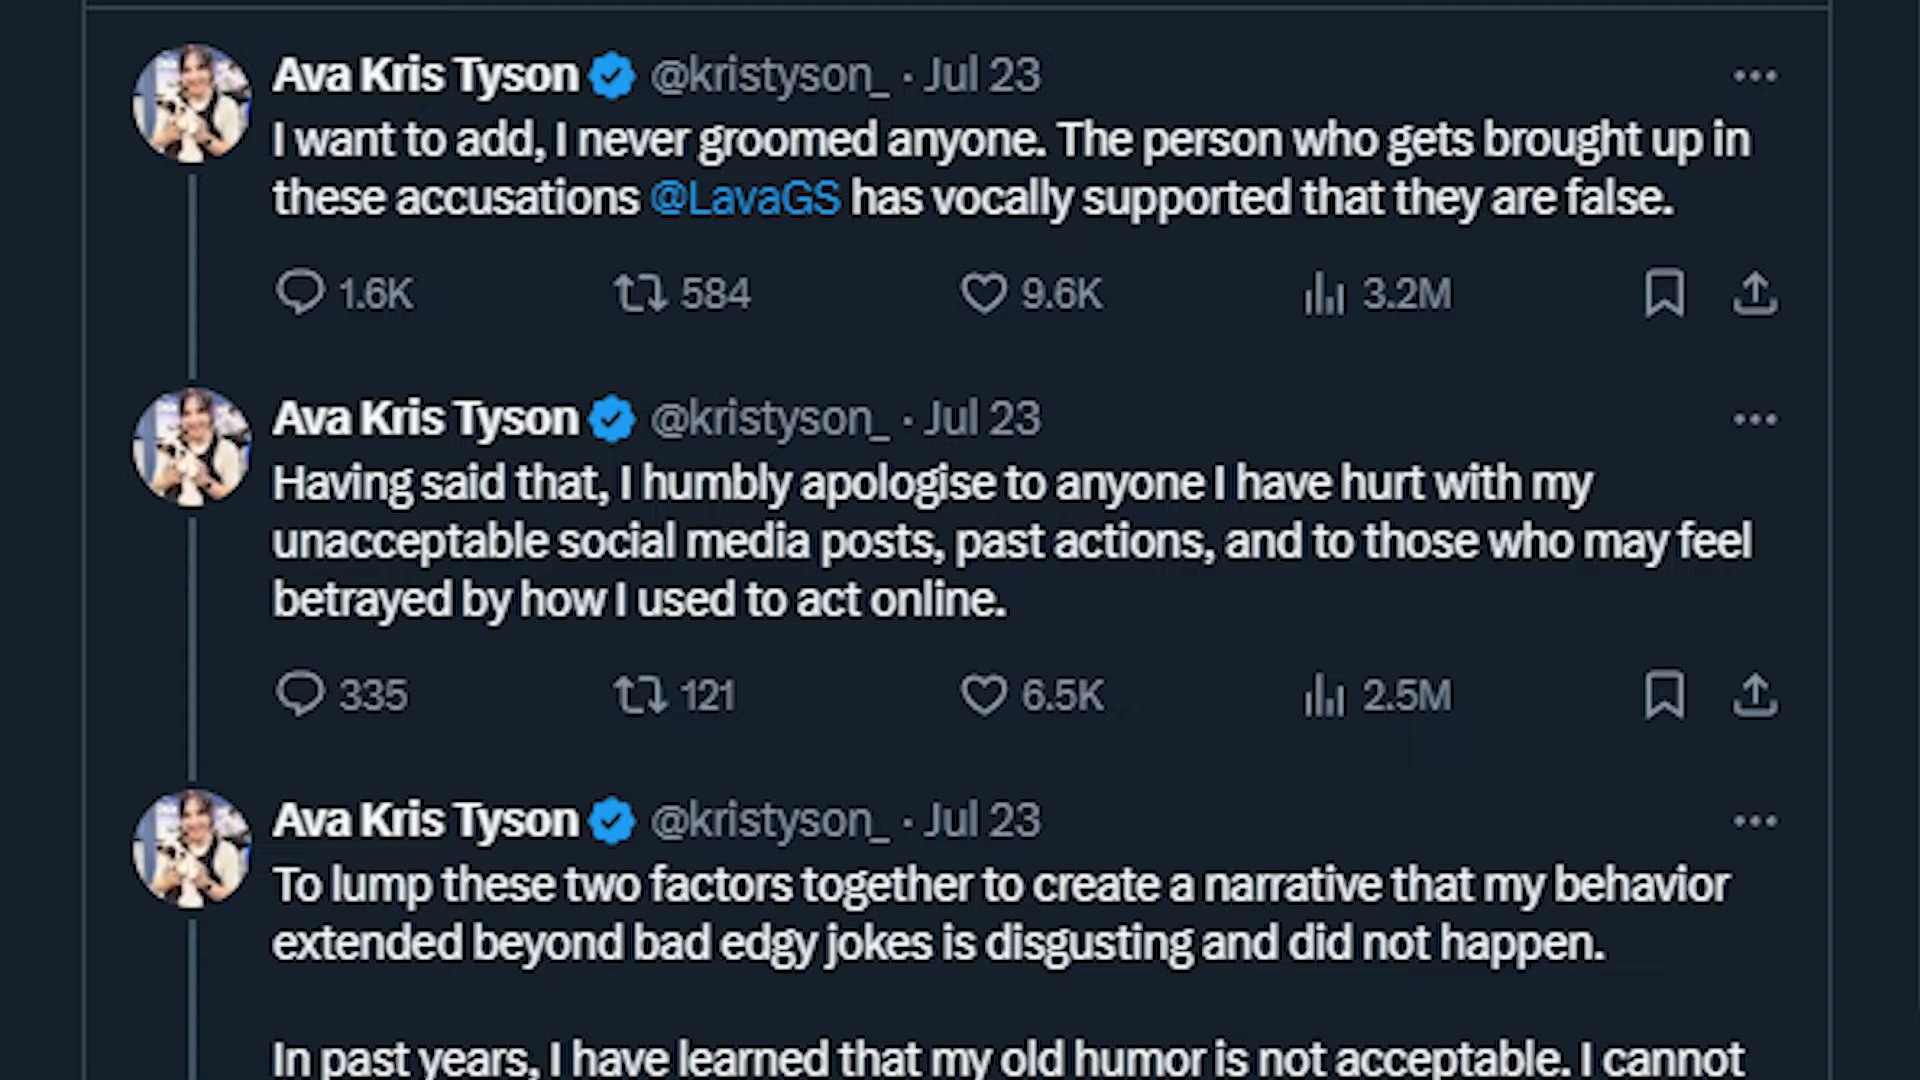 Ava Kris Tyson @kristyson_ · Jul 23
I want to add, I never groomed anyone. The person who gets brought up in
these accusations @LavaGS has vocally supported that they are false.
1.6K 584 9.6K 3.2M
Ava Kris Tyson @kristyson_ · Jul 23
Having said that, I humbly apologise to anyone I have hurt with my
unacceptable social media posts, past actions, and to those who may feel
betrayed by how I used to act online.
335 121 6.5K 2.5M
Ava Kris Tyson @kristyson_ · Jul 23
To lump these two factors together to create a narrative that my behavior
extended beyond bad edgy jokes is disgusting and did not happen.
In past years, I have learned that my old humor is not acceptable. I cannot